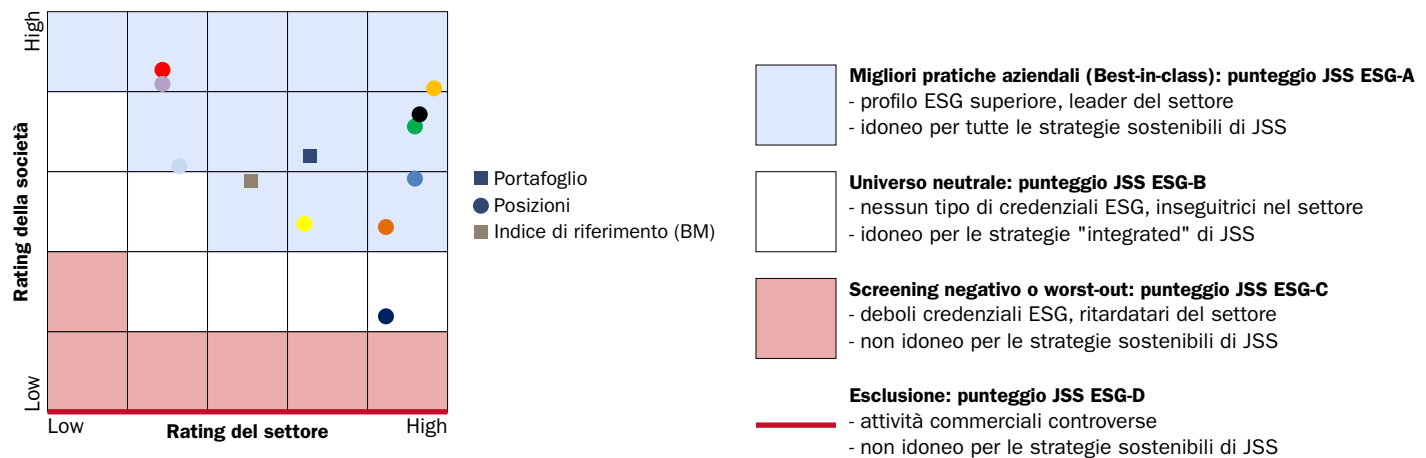 High
Rating della società
Low
Low
Rating del settore
High
Portafoglio
Posizioni
Indice di riferimento (BM)
Migliori pratiche aziendali (Best-in-class): punteggio JSS ESG-A
- profilo ESG superiore, leader del settore
- idoneo per tutte le strategie sostenibili di JSS
Universo neutrale: punteggio JSS ESG-B
- nessun tipo di credenziali ESG, inseguitrici nel settore
- idoneo per le strategie "integrated" di JSS
Screening negativo o worst-out: punteggio JSS ESG-C
- deboli credenziali ESG, ritardatari del settore
- non idoneo per le strategie sostenibili di JSS
Esclusione: punteggio JSS ESG-D
- attività commerciali controverse
- non idoneo per le strategie sostenibili di JSS